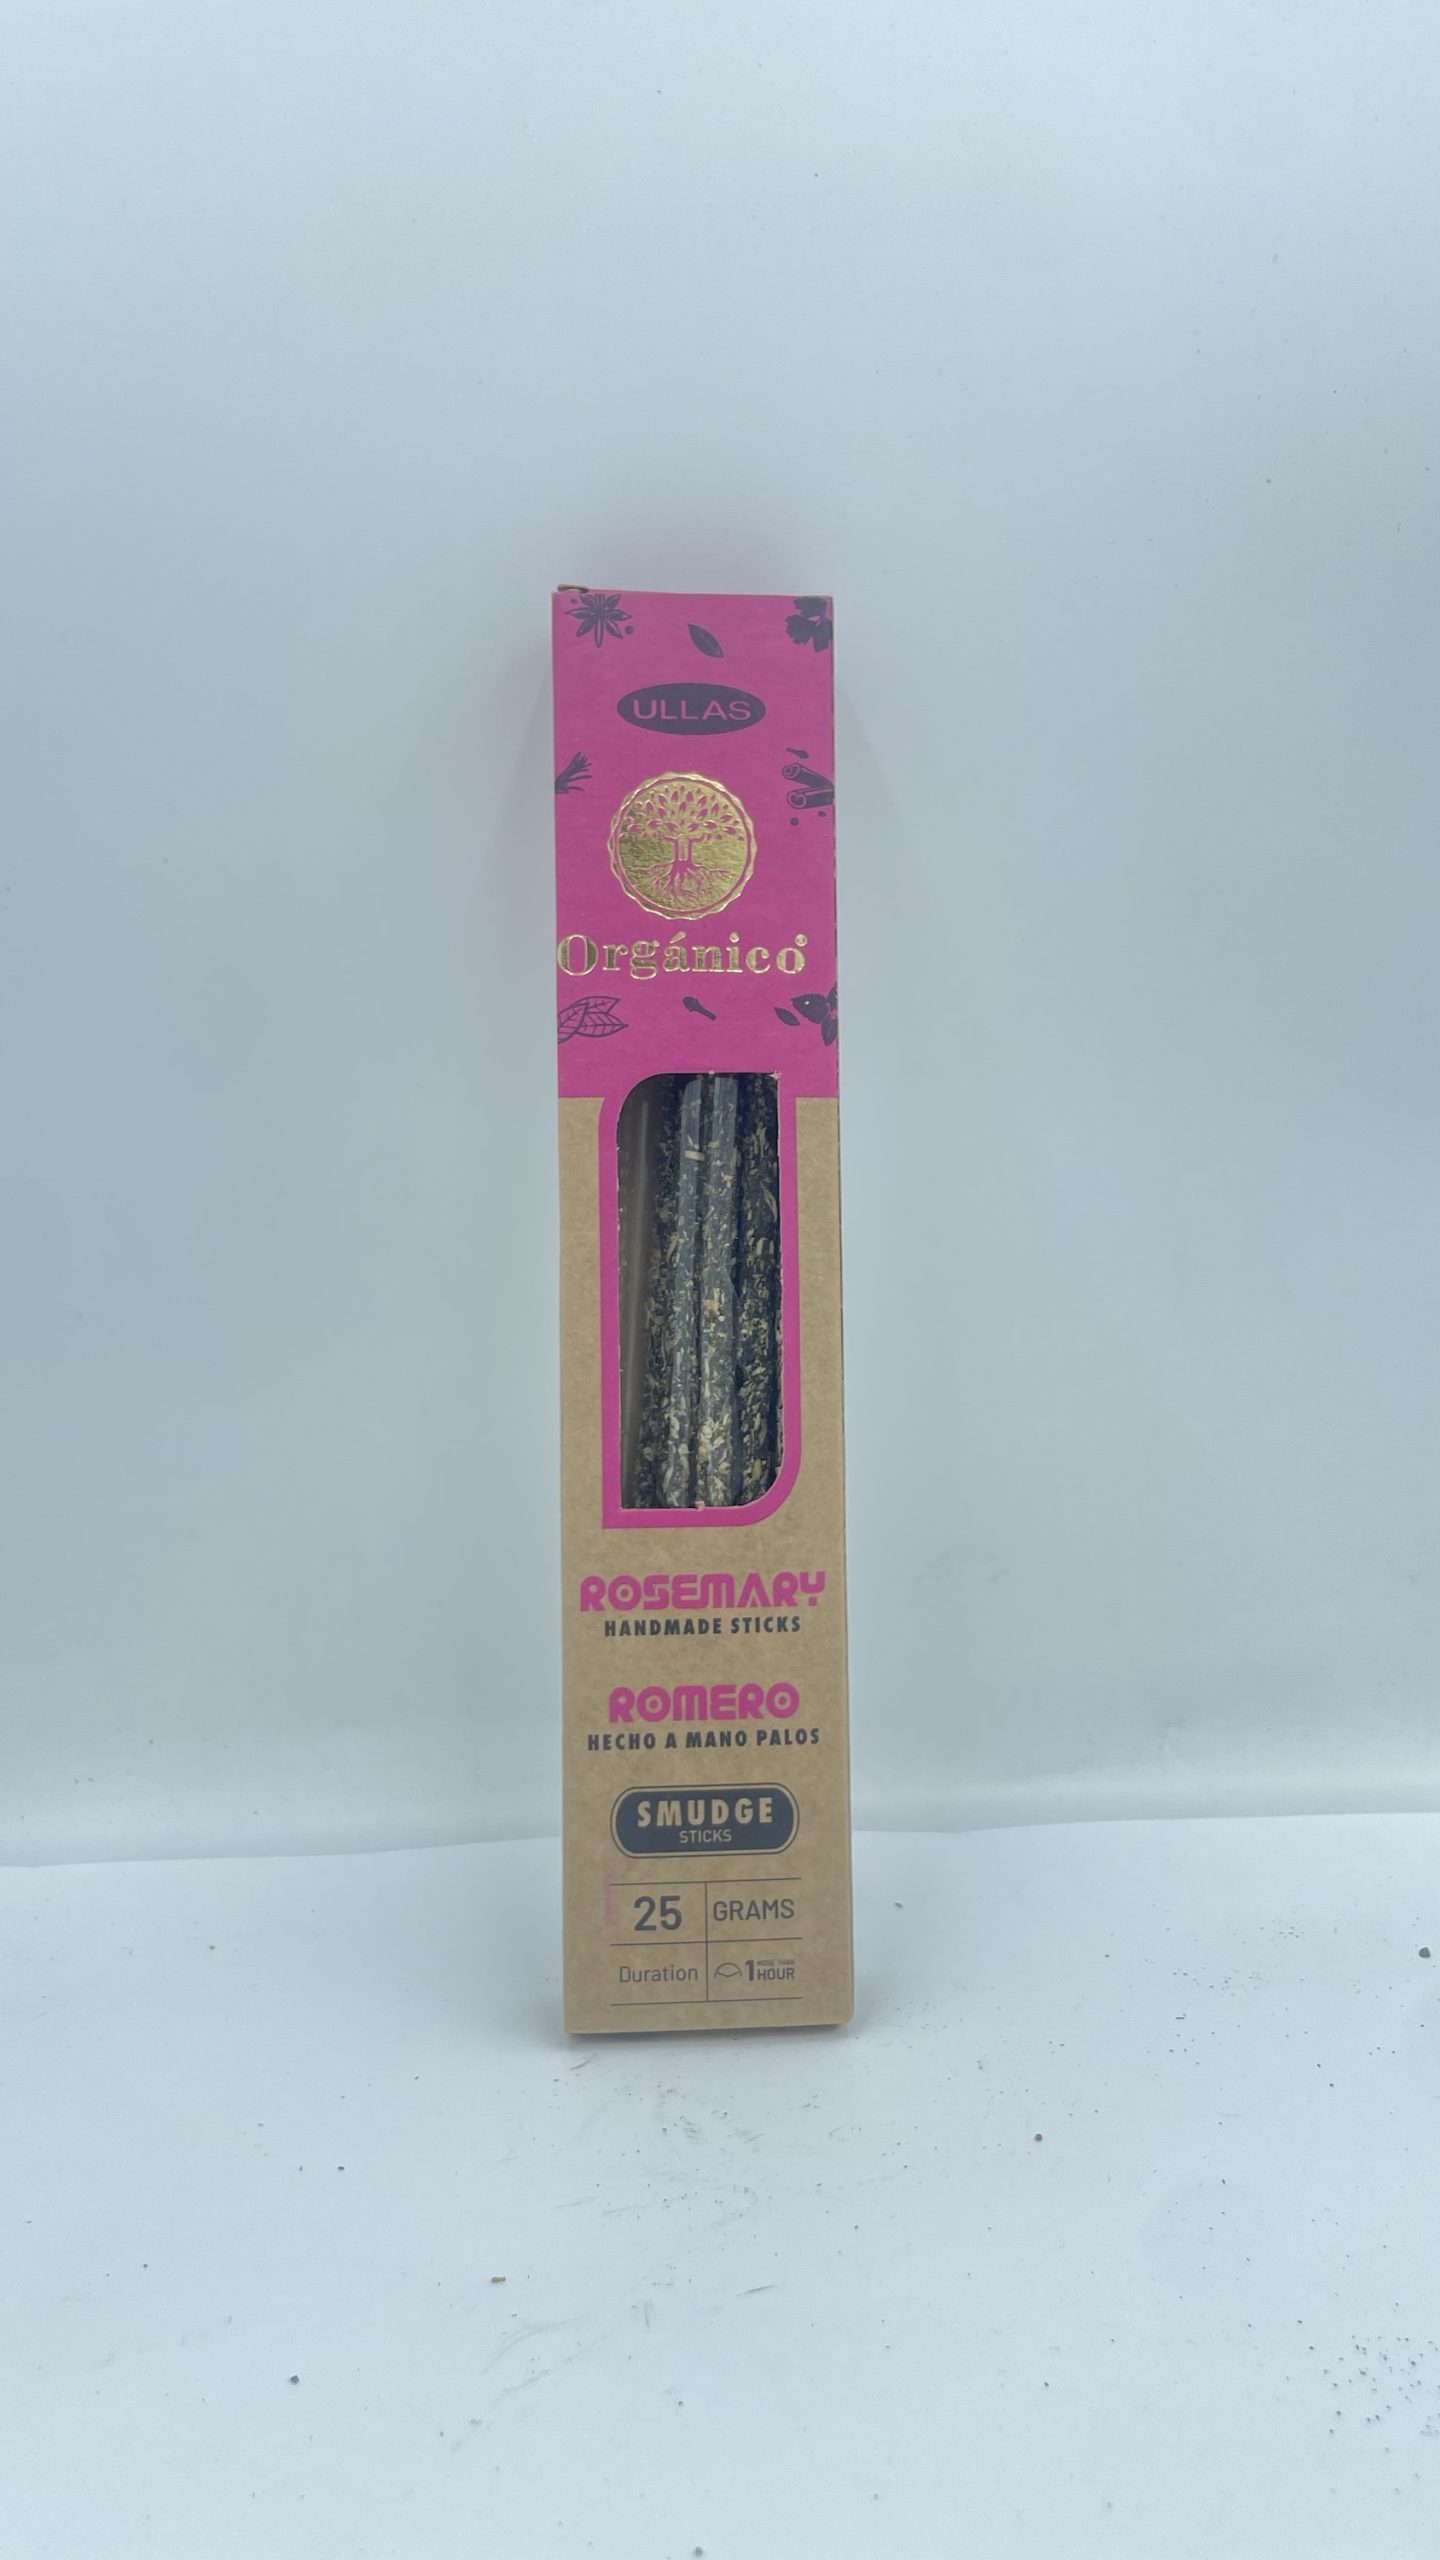 ULLAS
Orgánico®
ROSEMARY
HANDMADE STICKS
ROMERO
HECHO A MANO PALOS
SMUDGE
STICKS
25 GRAMS
Duration 1 MORE THAN HOUR